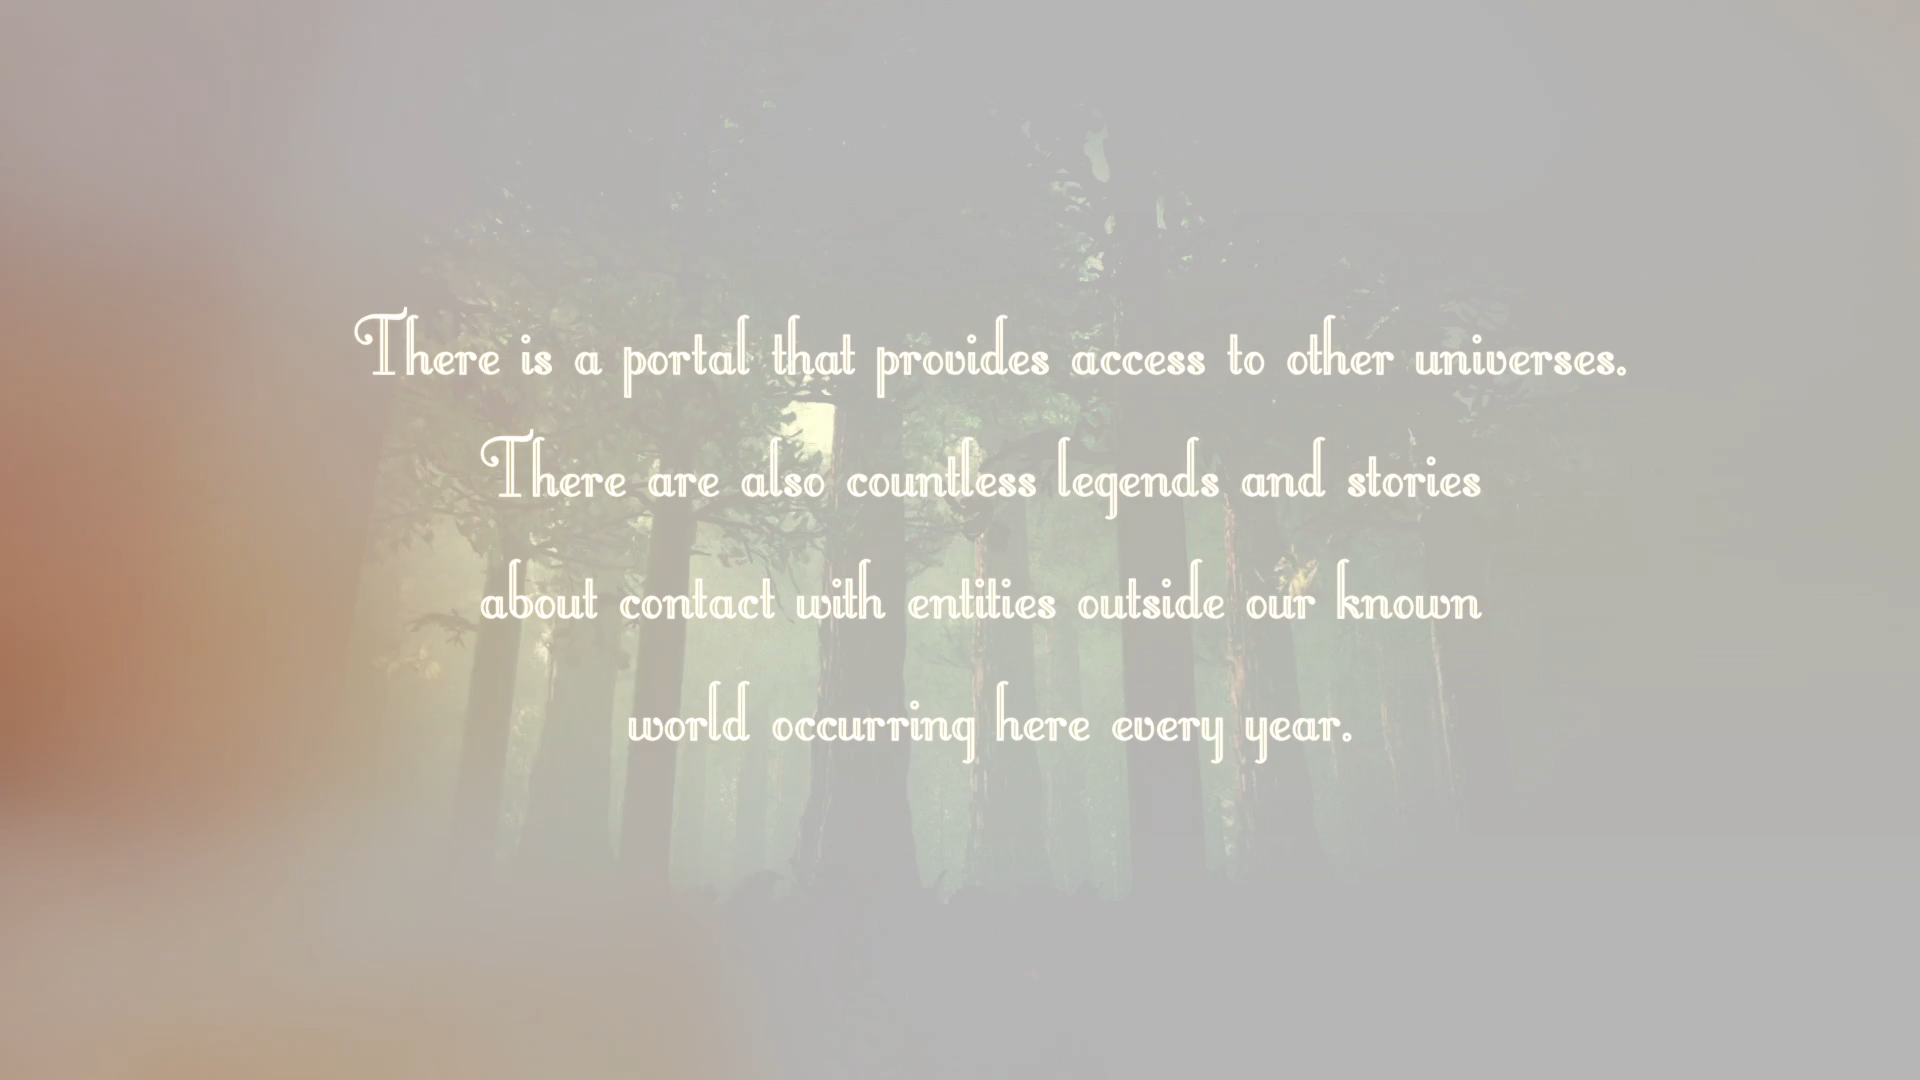 There is a portal that provides access to other universes.
There are also countless legends and stories
about contact with entities outside our known
world occurring here every year.